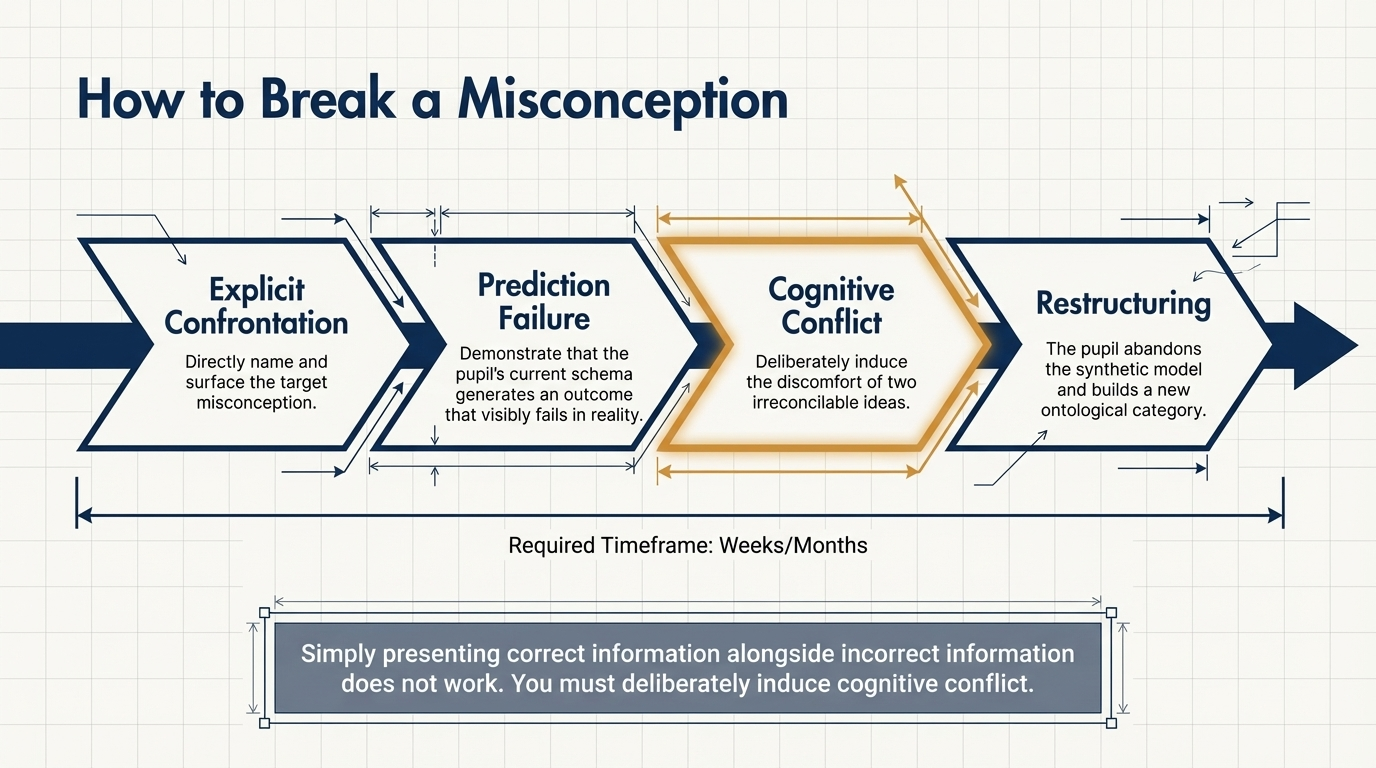 How to Break a Misconception
Explicit
Confrontation
Directly name and
surface the target
misconception.
Prediction
Failure
Demonstrate that the
pupil's current schema
generates an outcome
that visibly fails in reality.
Cognitive
Conflict
Deliberately induce
the discomfort of two
irreconcilable ideas.
Restructuring
The pupil abandons
the synthetic model
and builds a new
ontological category.
Required Timeframe: Weeks/Months
Simply presenting correct information alongside incorrect information
does not work. You must deliberately induce cognitive conflict.